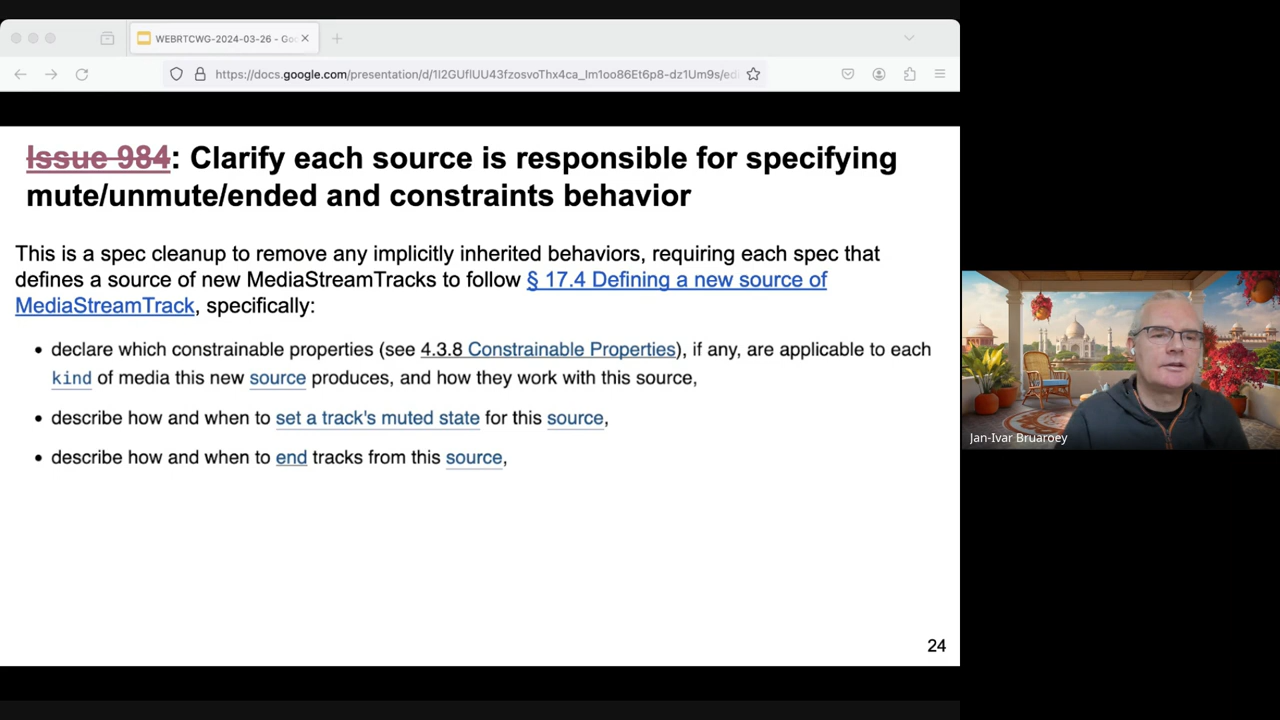 WEBRTCWG-2024-03-26 - Goo
https://docs.google.com/presentation/d/1I2GUflUU43fzosvoThx4ca_Im1oo86Et6p8-dz1Um9s/edi
Issue 984: Clarify each source is responsible for specifying
mute/unmute/ended and constraints behavior
This is a spec cleanup to remove any implicitly inherited behaviors, requiring each spec that
defines a source of new MediaStreamTracks to follow § 17.4 Defining a new source of
MediaStreamTrack, specifically:
• declare which constrainable properties (see 4.3.8 Constrainable Properties), if any, are applicable to each
kind of media this new source produces, and how they work with this source,
• describe how and when to set a track's muted state for this source,
• describe how and when to end tracks from this source,
Jan-Ivar Bruaroey
24